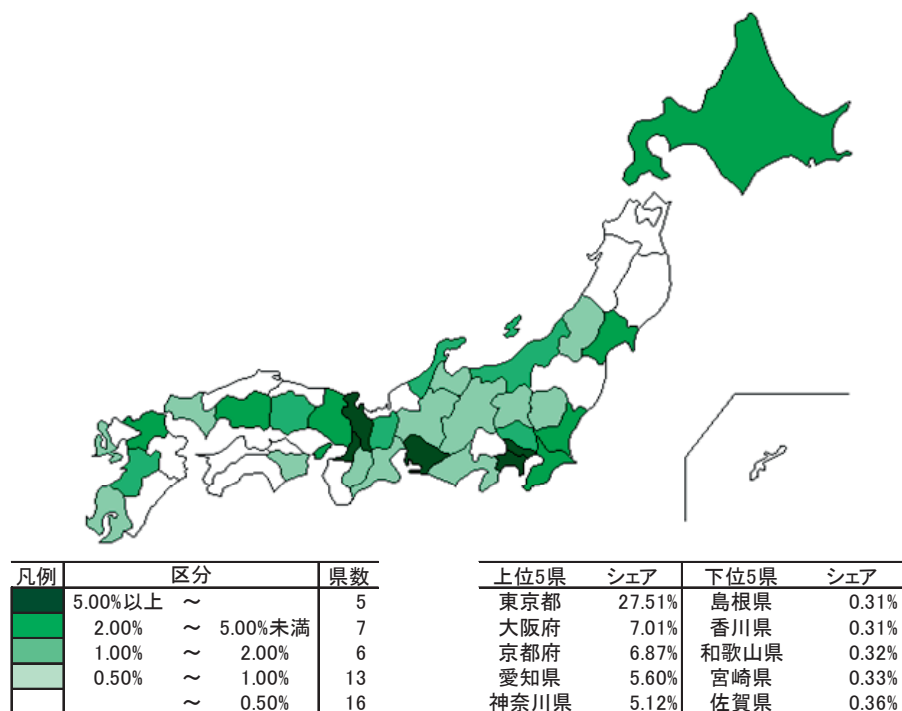 凡例 区分 県数
5.00%以上 ～ 5
2.00% ～ 5.00%未満 7
1.00% ～ 2.00% 6
0.50% ～ 1.00% 13
～ 0.50% 16
上位5県 シェア 下位5県 シェア
東京都 27.51% 島根県 0.31%
大阪府 7.01% 香川県 0.31%
京都府 6.87% 和歌山県 0.32%
愛知県 5.60% 宮崎県 0.33%
神奈川県 5.12% 佐賀県 0.36%